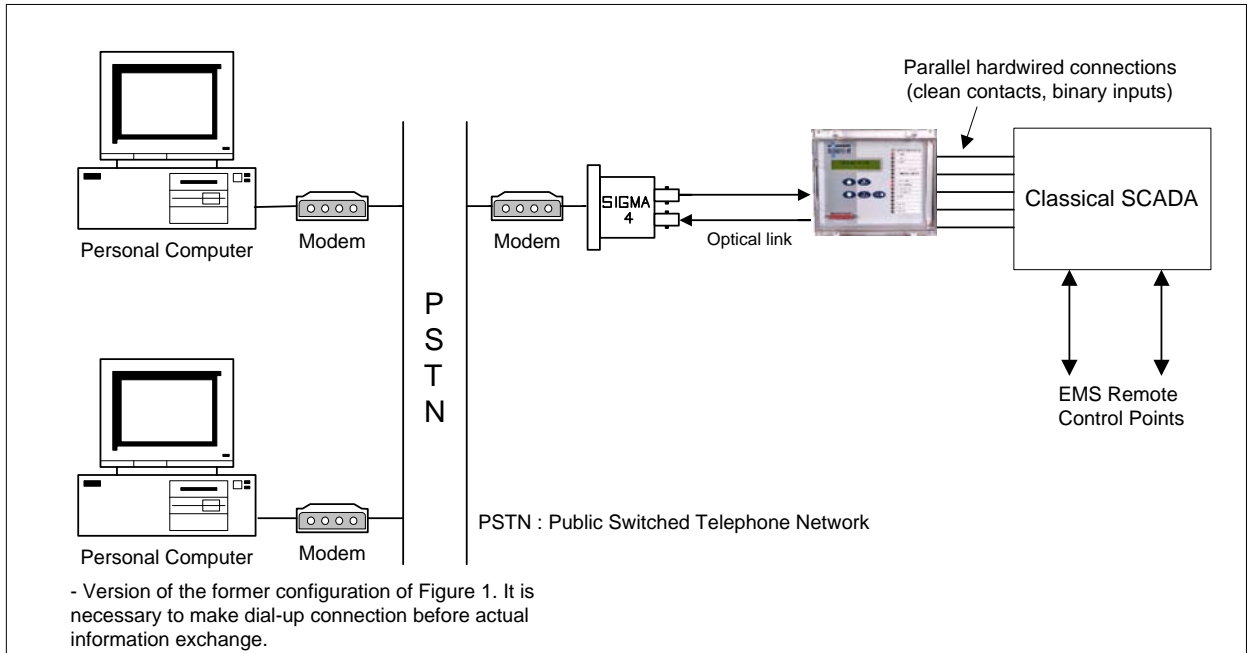 Parallel hardwired connections
(clean contacts, binary inputs)
Classical SCADA
SIGMA
4
Optical link
Personal Computer
Modem
Modem
P
S
T
N
EMS Remote
Control Points
PSTN : Public Switched Telephone Network
Personal Computer
Modem
- Version of the former configuration of Figure 1. It is
necessary to make dial-up connection before actual
information exchange.